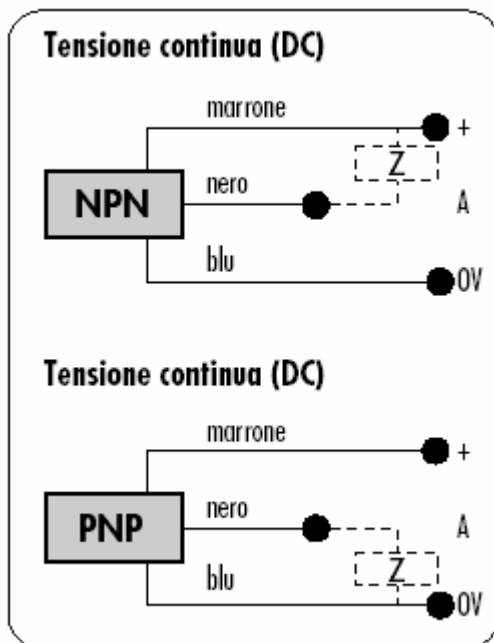 Tensione continua (DC)
marrone +
Z
NPN nero A
blu 0V
Tensione continua (DC)
marrone +
PNP nero A
Z
blu 0V